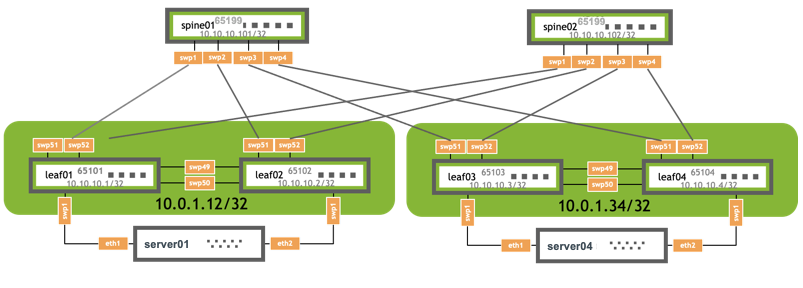 spine01 65199
10.10.10.101/32
swp1 swp2 swp3 swp4
spine02 65199
10.10.10.102/32
swp1 swp2 swp3 swp4
swp51 swp52
swp51 swp52
swp51 swp52
swp51 swp52
leaf01 65101
10.10.10.1/32
swp49
swp50
leaf02 65102
10.10.10.2/32
leaf03 65103
10.10.10.3/32
swp49
swp50
leaf04 65104
10.10.10.4/32
10.0.1.12/32
10.0.1.34/32
swp1
swp1
swp1
swp1
eth1
server01
eth2
eth1
server04
eth2